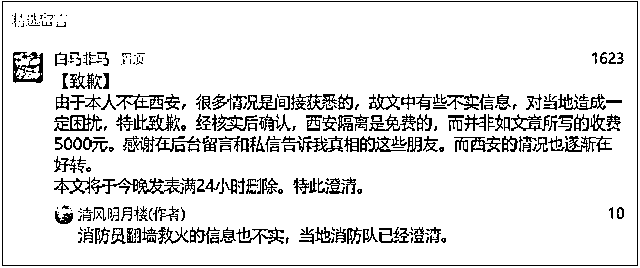 精选留言
白马非马 置顶 1623
【致歉】
由于本人不在西安，很多情况是间接获悉的，故文中有些不实信息，对当地造成一
定困扰，特此致歉。经核实后确认，西安隔离是免费的，而并非如文章所写的收费
5000元。感谢在后台留言和私信告诉我真相的这些朋友。而西安的情况也逐渐在
好转。
本文将于今晚发表满24小时删除。特此澄清。
清风明月楼(作者) 10
消防员翻墙救火的信息也不实，当地消防队已经澄清。